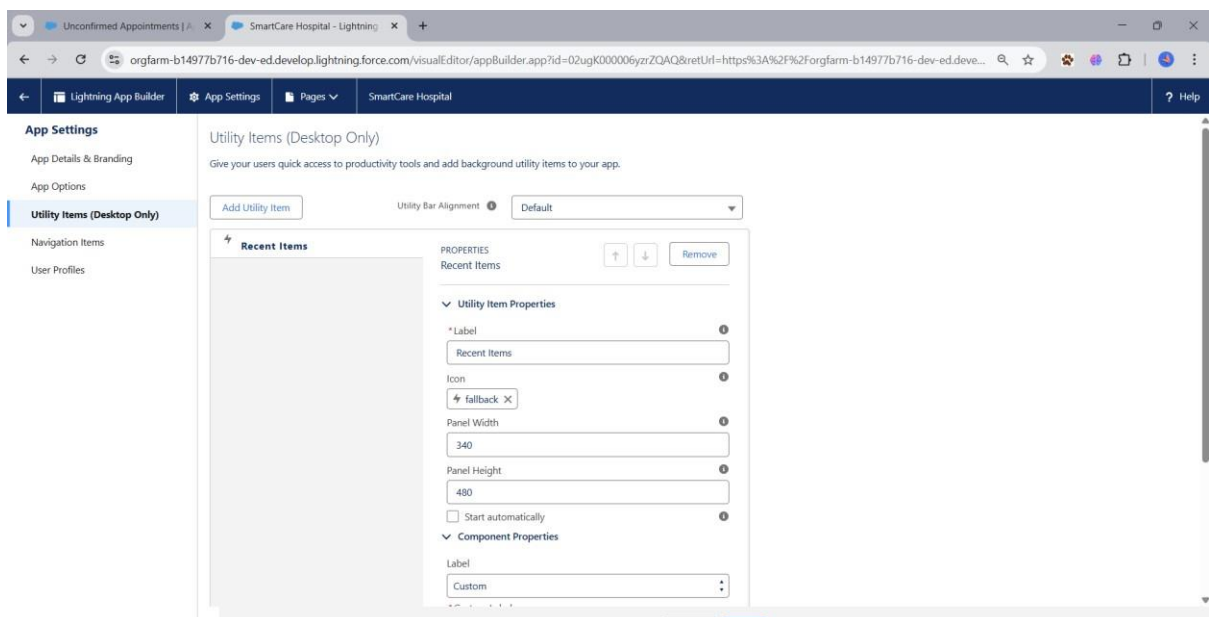 Unconfirmed Appointments | A
SmartCare Hospital - Lightning
orgfarm-b14977b716-dev-ed.develop.lightning.force.com/visualEditor/appBuilder.app?id=02ugK000006yzrZQAQ&retUrl=https%3A%2F%2Forgfarm-b14977b716-dev-ed.deve...
Lightning App Builder
App Settings
Pages
SmartCare Hospital
? Help
App Settings
App Details & Branding
App Options
Utility Items (Desktop Only)
Navigation Items
User Profiles
Utility Items (Desktop Only)
Give your users quick access to productivity tools and add background utility items to your app.
Add Utility Item
Utility Bar Alignment
Default
Recent Items
PROPERTIES
Recent Items
Remove
Utility Item Properties
*Label
Recent Items
Icon
fallback
Panel Width
340
Panel Height
480
Start automatically
Component Properties
Label
Custom